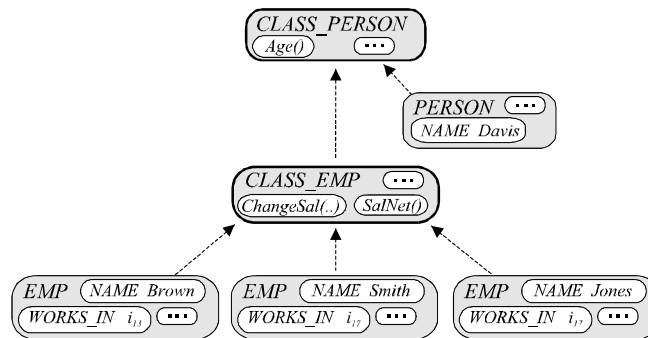 CLASS_PERSON
Age() ...
PERSON ...
NAME Davis
CLASS_EMP ...
ChangeSal(..) SalNet()
EMP NAME Brown
WORKS_IN i13 ...
EMP NAME Smith
WORKS_IN i17 ...
EMP NAME Jones
WORKS_IN i17 ...